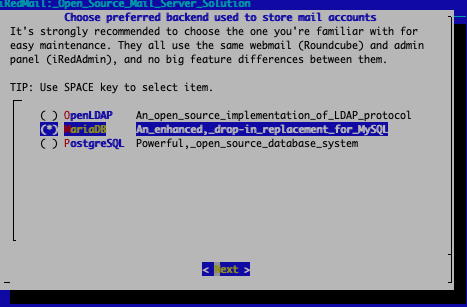 iRedMail:_Open_Source_Mail_Server_Solution
Choose preferred backend used to store mail accounts
It's strongly recommended to choose the one you're familiar with for
easy maintenance. They all use the same webmail (Roundcube) and admin
panel (iRedAdmin), and no big feature differences between them.
TIP: Use SPACE key to select item.
( ) OpenLDAP An_open_source_implementation_of_LDAP_protocol
(*) MariaDB An_enhanced,_drop-in_replacement_for_MySQL
( ) PostgreSQL Powerful,_open_source_database_system
< Next >